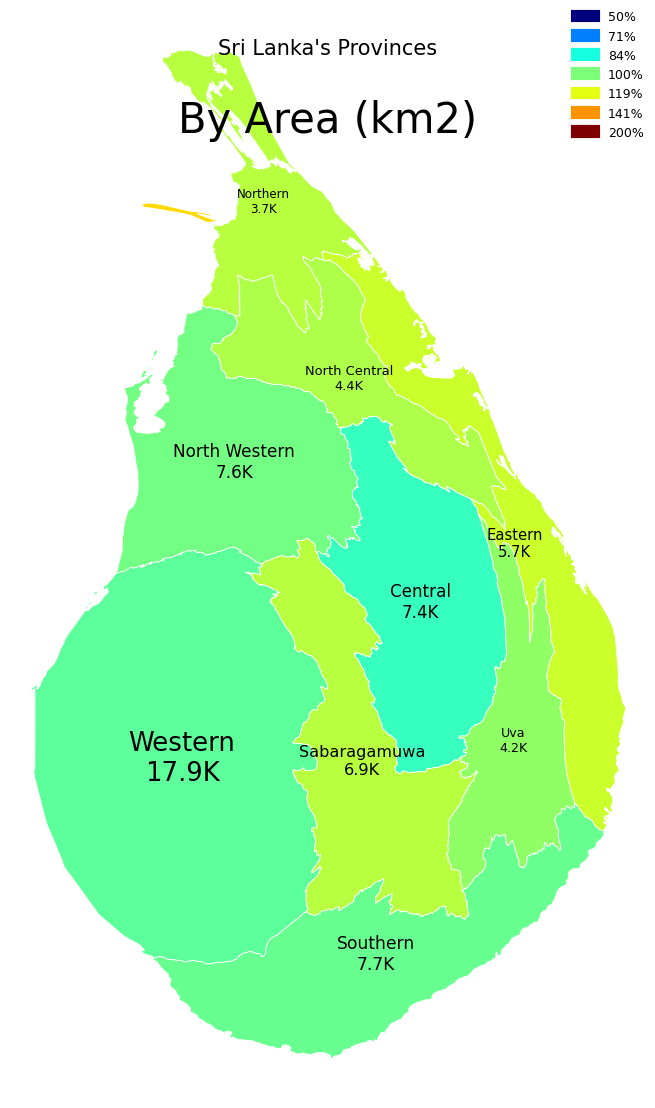 Sri Lanka's Provinces
By Area (km2)
50%
71%
84%
100%
119%
141%
200%
Northern
3.7K
North Central
4.4K
North Western
7.6K
Eastern
5.7K
Central
7.4K
Western
17.9K
Sabaragamuwa
6.9K
Uva
4.2K
Southern
7.7K